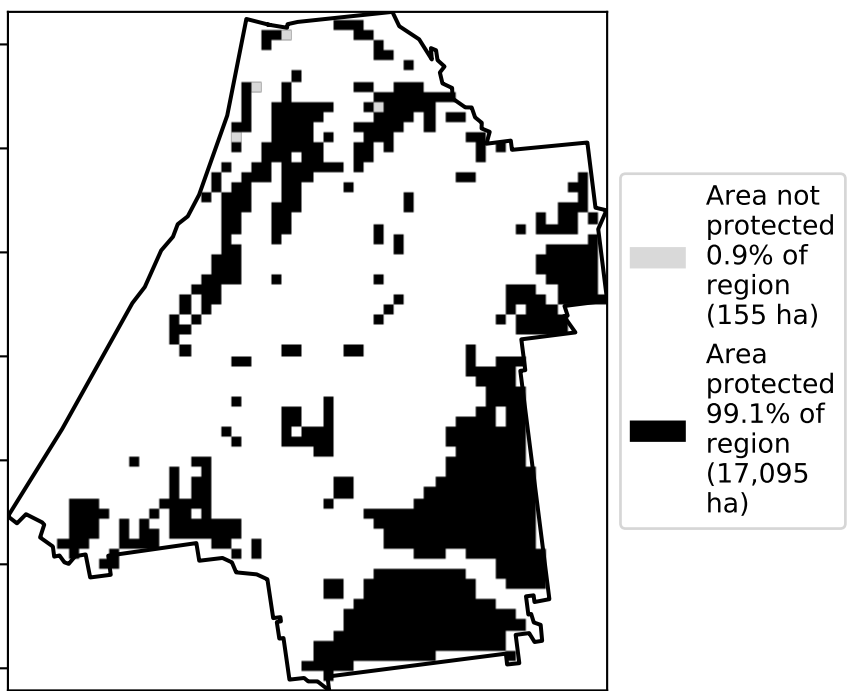 Area not
protected
0.9% of
region
(155 ha)
Area
protected
99.1% of
region
(17,095
ha)